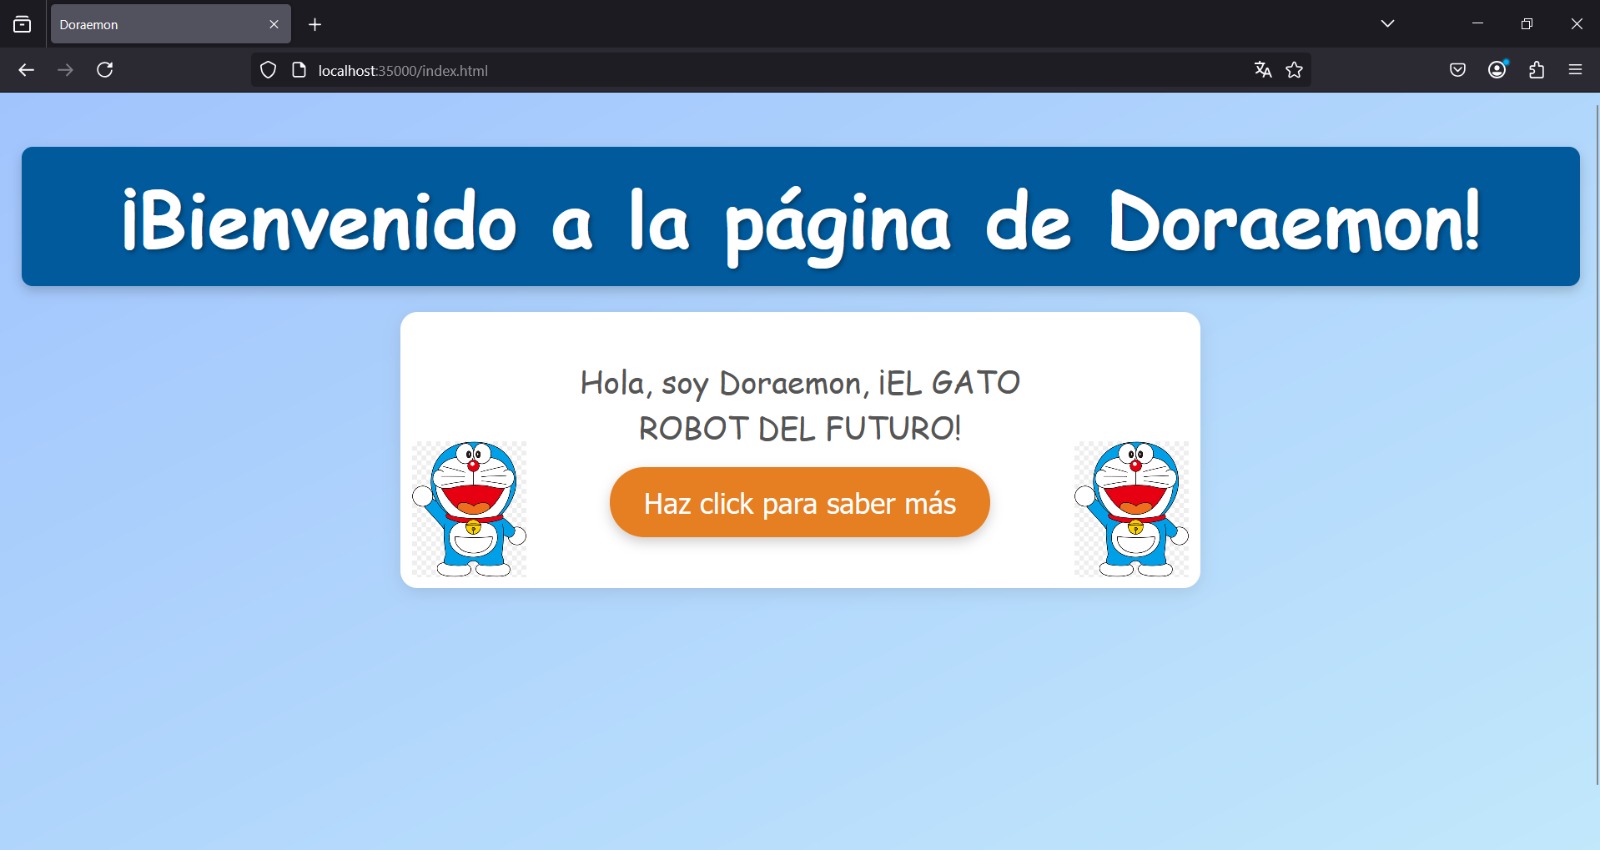 Doraemon
localhost:35000/index.html
¡Bienvenido a la página de Doraemon!
Hola, soy Doraemon, ¡EL GATO
ROBOT DEL FUTURO!
Haz click para saber más